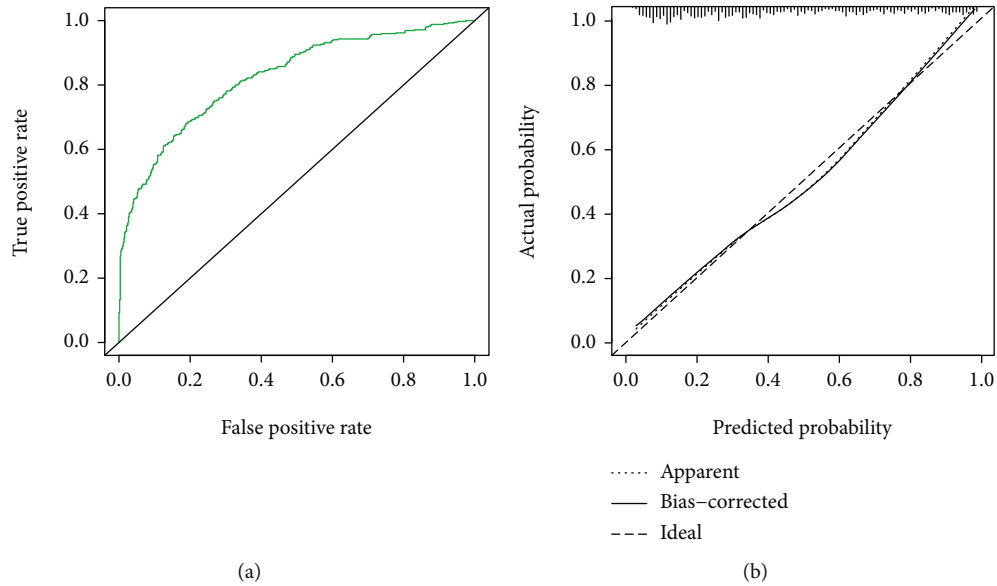 1.0
0.8
0.6
0.4
0.2
0.0
True positive rate
0.0 0.2 0.4 0.6 0.8 1.0
False positive rate
(a)
1.0
0.8
0.6
0.4
0.2
0.0
Actual probability
0.0 0.2 0.4 0.6 0.8 1.0
Predicted probability
Apparent
Bias−corrected
Ideal
(b)